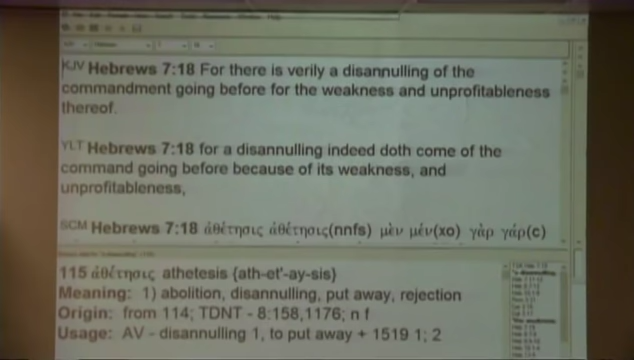 KJV Hebrews 7:18 For there is verily a disannulling of the
commandment going before for the weakness and unprofitableness
thereof.
YLT Hebrews 7:18 for a disannulling indeed doth come of the
command going before because of its weakness, and
unprofitableness,
SCM Hebrews 7:18 ἀθέτησις ἀθέτησις(nnfs) μὲν μέν(xo) γὰρ γάρ(c)
115 ἀθέτησις athetesis {ath-et'-ay-sis}
Meaning: 1) abolition, disannulling, put away, rejection
Origin: from 114; TDNT - 8:158,1176; n f
Usage: AV - disannulling 1, to put away + 1519 1; 2